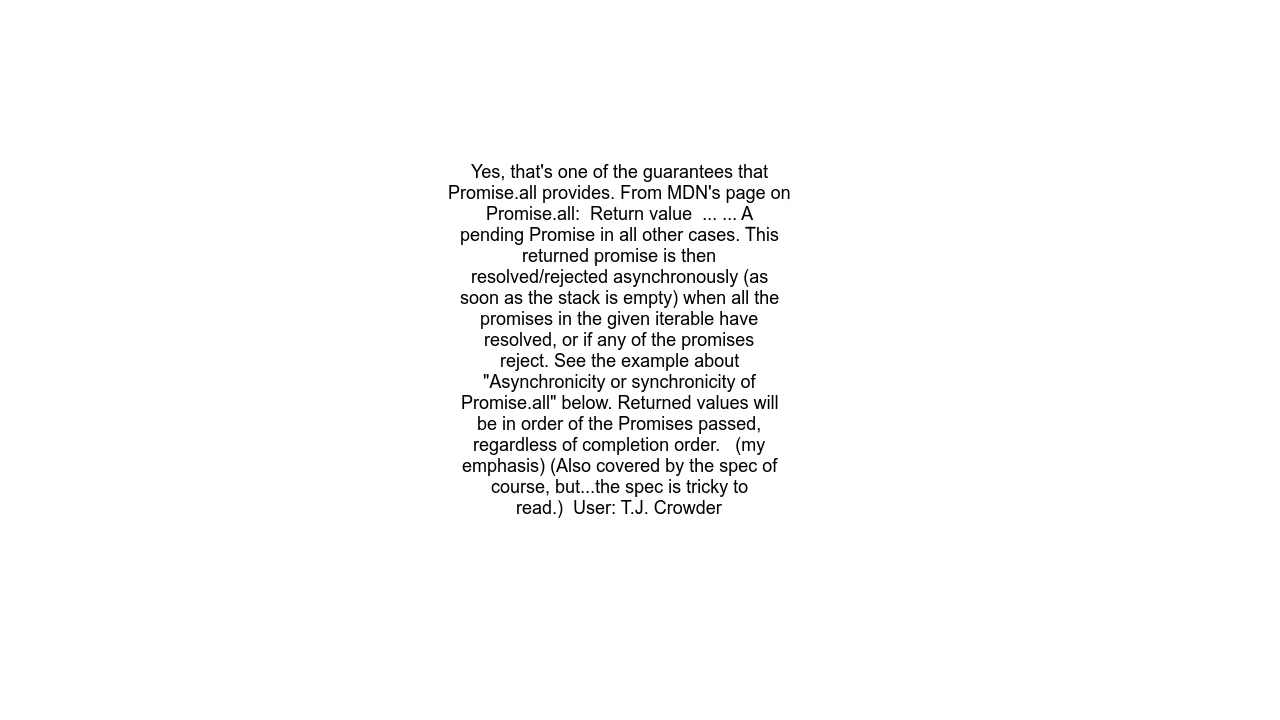 Yes, that's one of the guarantees that
Promise.all provides. From MDN's page on
Promise.all:  Return value  ... ... A
pending Promise in all other cases. This
returned promise is then
resolved/rejected asynchronously (as
soon as the stack is empty) when all the
promises in the given iterable have
resolved, or if any of the promises
reject. See the example about
"Asynchronicity or synchronicity of
Promise.all" below. Returned values will
be in order of the Promises passed,
regardless of completion order.   (my
emphasis) (Also covered by the spec of
course, but...the spec is tricky to
read.)  User: T.J. Crowder